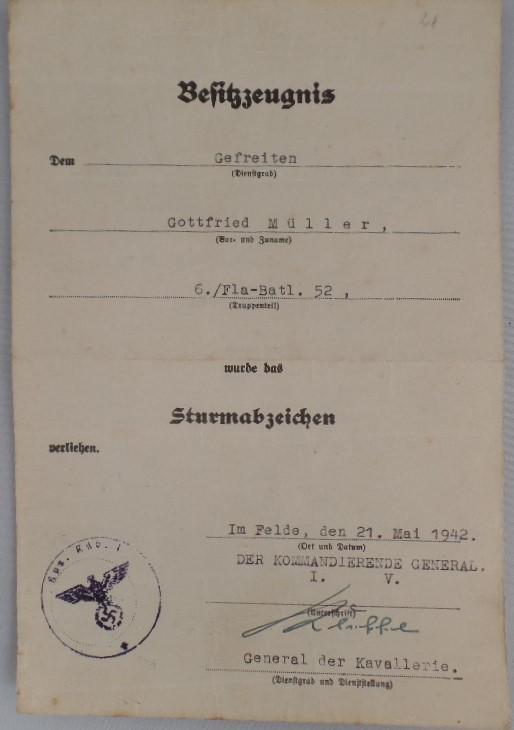 Besitzzeugnis
Dem Gefreiten
(Dienstgrad)
Gottfried Müller,
(Vor- und Zuname)
6./Fla-Batl. 52,
(Truppenteil)
wurde das
Sturmabzeichen
verliehen.
Im Felde, den 21. Mai 1942.
(Ort und Datum)
DER KOMMANDIERENDE GENERAL.
I. V.
(Unterschrift)
General der Kavallerie.
(Dienstgrad und Dienststellung)